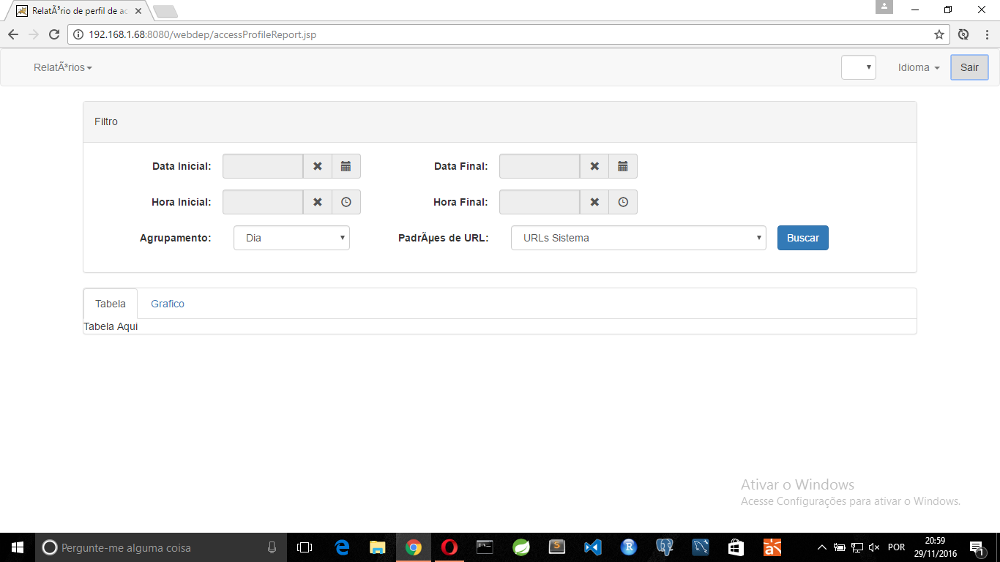 RelatÃ³rio de perfil de ac
192.168.1.68:8080/webdep/accessProfileReport.jsp
RelatÃ³rios
Idioma
Sair
Filtro
Data Inicial:
Data Final:
Hora Inicial:
Hora Final:
Agrupamento:
Dia
PadrÃµes de URL:
URLs Sistema
Buscar
Tabela
Grafico
Tabela Aqui
Ativar o Windows
Acesse Configurações para ativar o Windows.
Pergunte-me alguma coisa
POR
20:59
29/11/2016
1